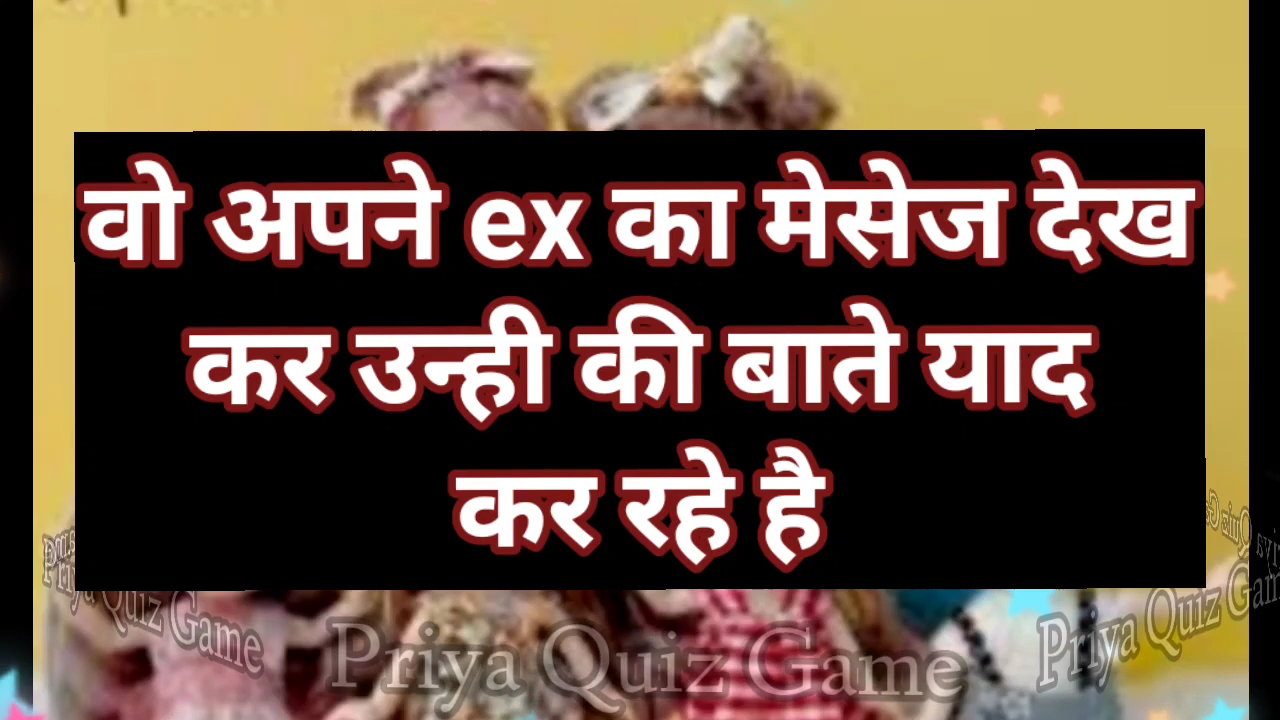 वो अपने ex का मेसेज देख
कर उन्ही की बाते याद
कर रहे है
Priya Quiz Game
Priya Quiz Game
Priya Quiz Game